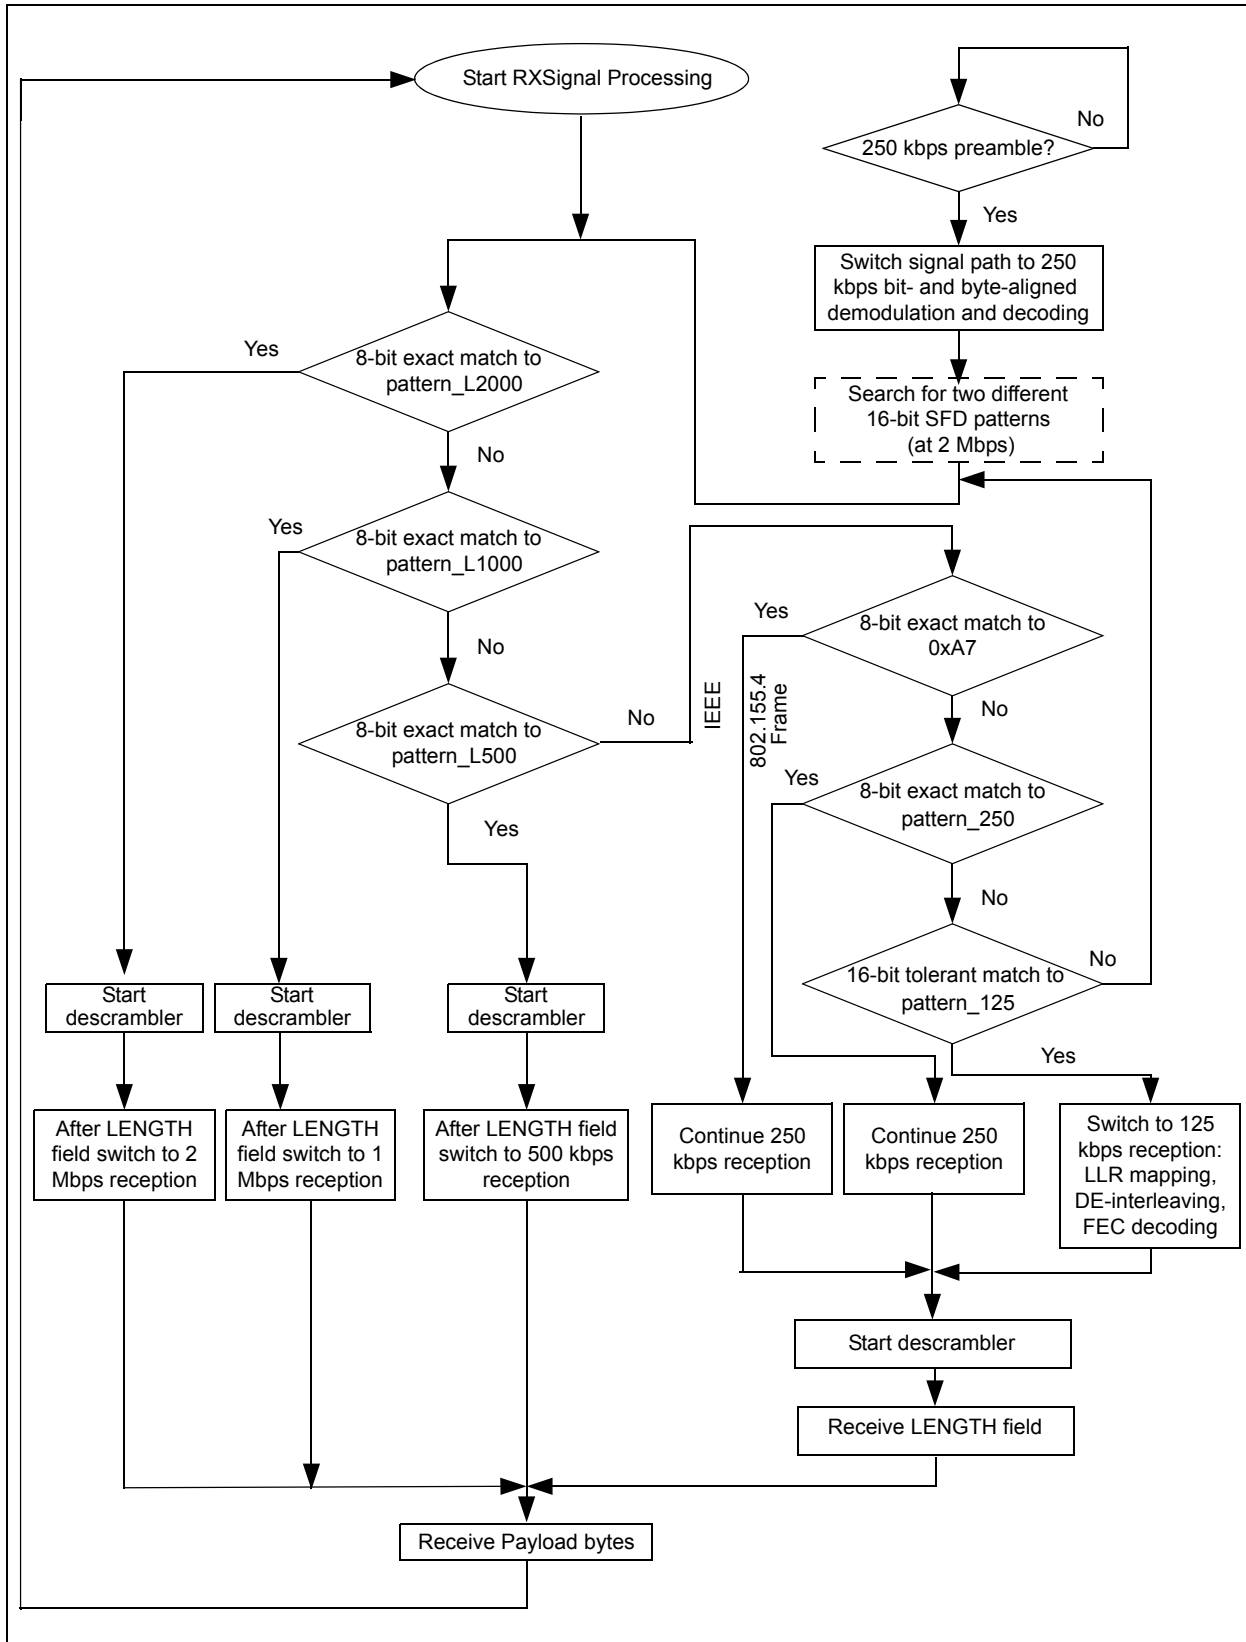 Start RXSignal Processing
No
250 kbps preamble?
Yes
Switch signal path to 250
kbps bit- and byte-aligned
demodulation and decoding
Search for two different
16-bit SFD patterns
(at 2 Mbps)
Yes
8-bit exact match to
pattern_L2000
No
Yes
8-bit exact match to
pattern_L1000
No
8-bit exact match to
pattern_L500
No
Yes
IEEE
802.155.4
Frame
Yes
8-bit exact match to
0xA7
No
Yes
8-bit exact match to
pattern_250
No
16-bit tolerant match to
pattern_125
No
Yes
Start
descrambler
Start
descrambler
Start
descrambler
After LENGTH
field switch to 2
Mbps reception
After LENGTH
field switch to 1
Mbps reception
After LENGTH field
switch to 500 kbps
reception
Continue 250
kbps reception
Continue 250
kbps reception
Switch to 125
kbps reception:
LLR mapping,
DE-interleaving,
FEC decoding
Start descrambler
Receive LENGTH field
Receive Payload bytes